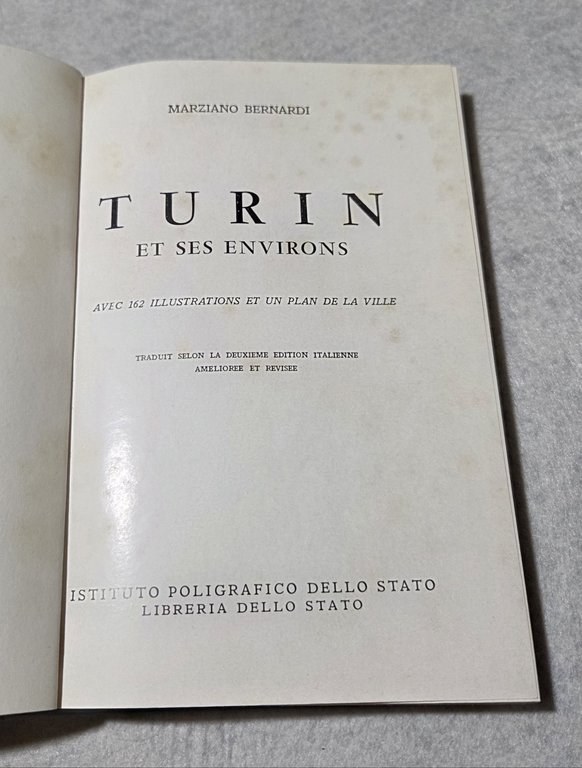 MARZIANO BERNARDI
TURIN
ET SES ENVIRONS
AVEC 162 ILLUSTRATIONS ET UN PLAN DE LA VILLE
TRADUIT SELON LA DEUXIEME EDITION ITALIENNE
AMELIOREE ET REVISEE
ISTITUTO POLIGRAFICO DELLO STATO
LIBRERIA DELLO STATO